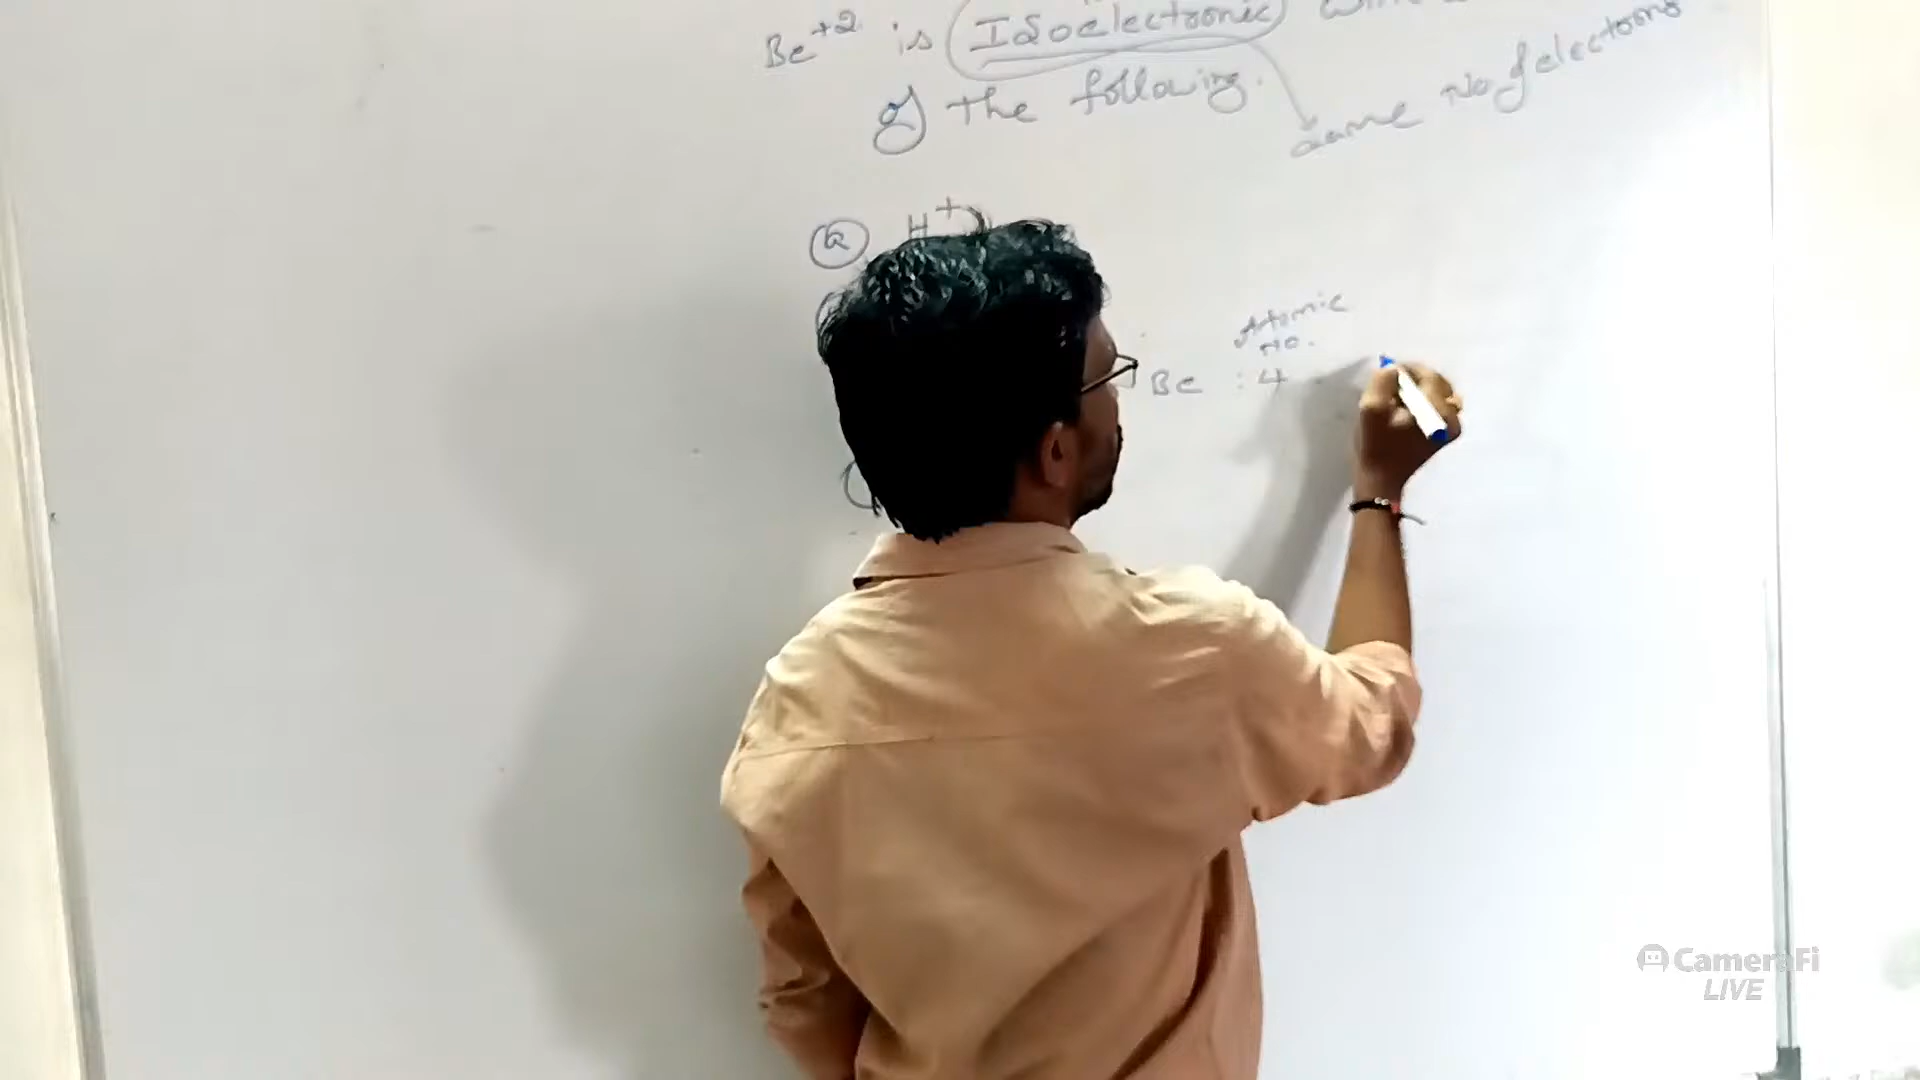 Be+2 is Isoelectronic
of the following.
same No of electrons
a H+
Atomic
No.
Be : 4
CameraFi
LIVE